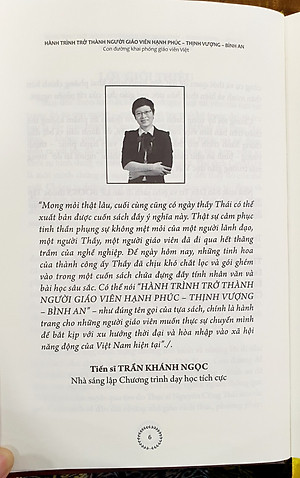 HÀNH TRÌNH TRỞ THÀNH NGƯỜI GIÁO VIÊN HẠNH PHÚC – THỊNH VƯỢNG – BÌNH AN
Con đường khai phóng giáo viên Việt
"Mong mỏi thật lâu, cuối cùng cũng có ngày thầy Thái có thể
xuất bản được cuốn sách đầy ý nghĩa này. Thật sự cảm phục
tinh thần phụng sự không mệt mỏi của một người lãnh đạo,
một người Thầy, một người giáo viên đã đi qua hết thăng
trầm của nghề nghiệp. Để ngày hôm nay, những tinh hoa
của thành công ấy Thầy đã chịu khó chắt lọc và gói ghém
vào trong một cuốn sách chứa đựng đầy tính nhân văn và
bài học sâu sắc. Có thể nói "HÀNH TRÌNH TRỞ THÀNH
NGƯỜI GIÁO VIÊN HẠNH PHÚC – THỊNH VƯỢNG
– BÌNH AN" – như đúng tên gọi của tựa sách, chính là hành
trang cho những người giáo viên muốn thực sự chuyển mình
để bắt kịp với xu hướng thời đại và hòa nhập vào xã hội
năng động của Việt Nam hiện tại"./.
Tiến sĩ TRẦN KHÁNH NGỌC
Nhà sáng lập Chương trình dạy học tích cực
6